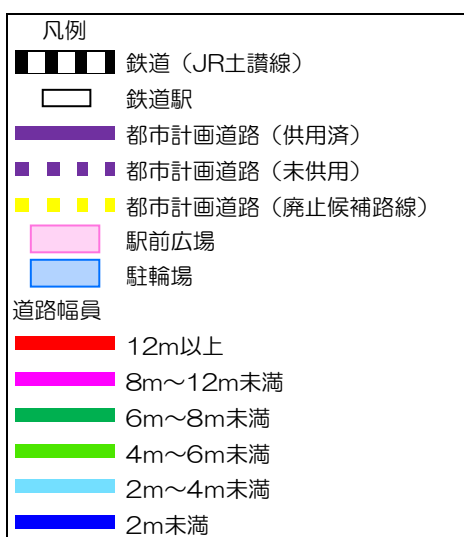 凡例
鉄道（JR土讃線）
鉄道駅
都市計画道路（供用済）
都市計画道路（未供用）
都市計画道路（廃止候補路線）
駅前広場
駐輪場
道路幅員
12m以上
8m～12m未満
6m～8m未満
4m～6m未満
2m～4m未満
2m未満